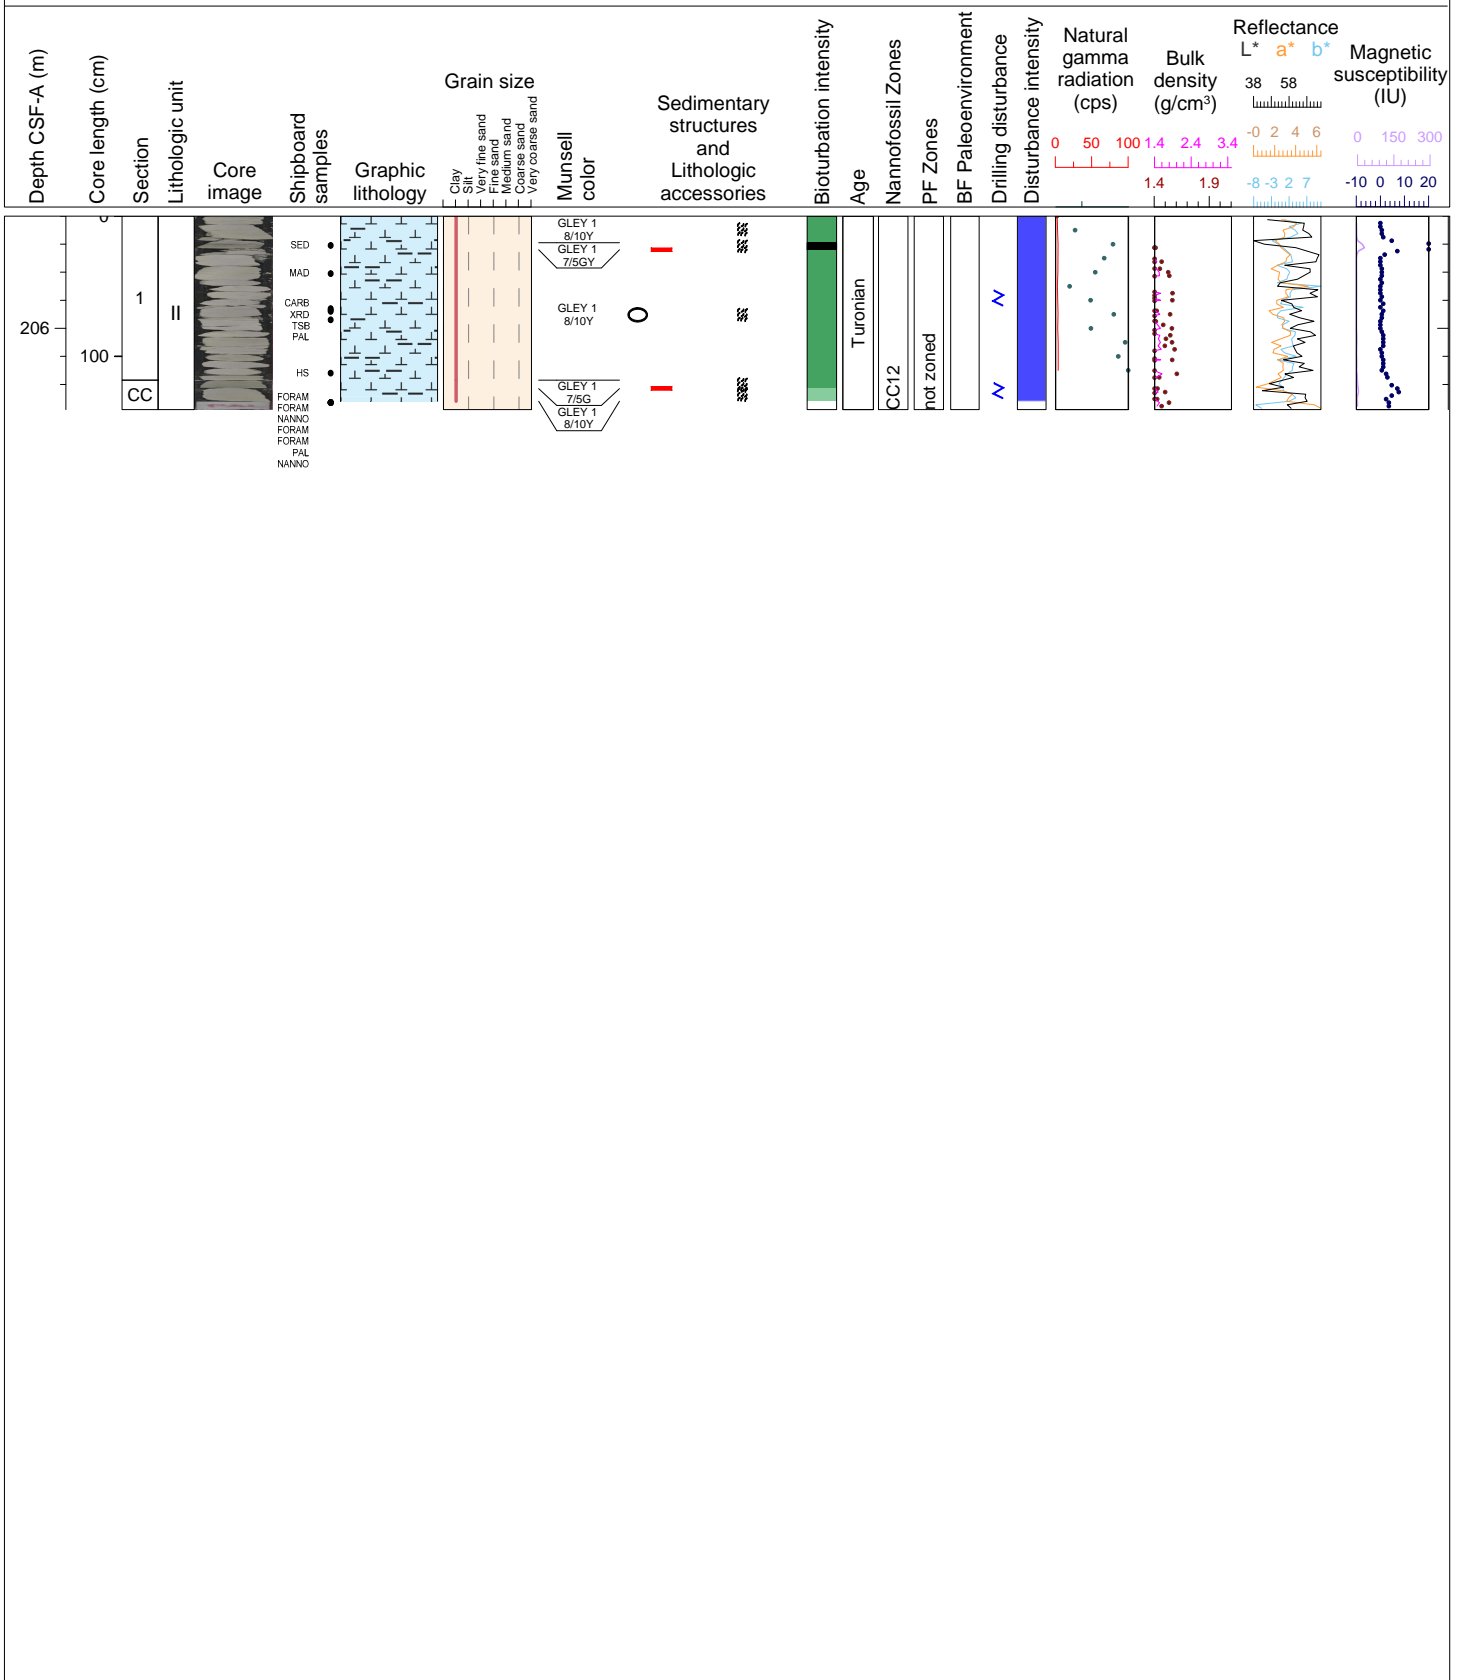 Depth CSF-A (m)
Core length (cm)
Section
Lithologic unit
Core
image
Shipboard
samples
Graphic
lithology
Grain size
Clay
Silt
Very fine sand
Fine sand
Medium sand
Coarse sand
Very coarse sand
Munsell
color
Sedimentary
structures
and
Lithologic
accessories
Bioturbation intensity
Age
Nannofossil Zones
PF Zones
BF Paleoenvironment
Drilling disturbance
Disturbance intensity
Natural
gamma
radiation
(cps)
0 50 100
Bulk
density
(g/cm³)
1.4 2.4 3.4
1.4 1.9
Reflectance
L* a* b*
38 58
-0 2 4 6
-8 -3 2 7
Magnetic
susceptibility
(IU)
0 150 300
-10 0 10 20
206
0
100
1
CC
II
SED
MAD
CARB
XRD
TSB
PAL
HS
FORAM
FORAM
NANNO
FORAM
FORAM
PAL
NANNO
GLEY 1
8/10Y
GLEY 1
7/5GY
GLEY 1
8/10Y
GLEY 1
7/5G
GLEY 1
8/10Y
Turonian
CC12
not zoned